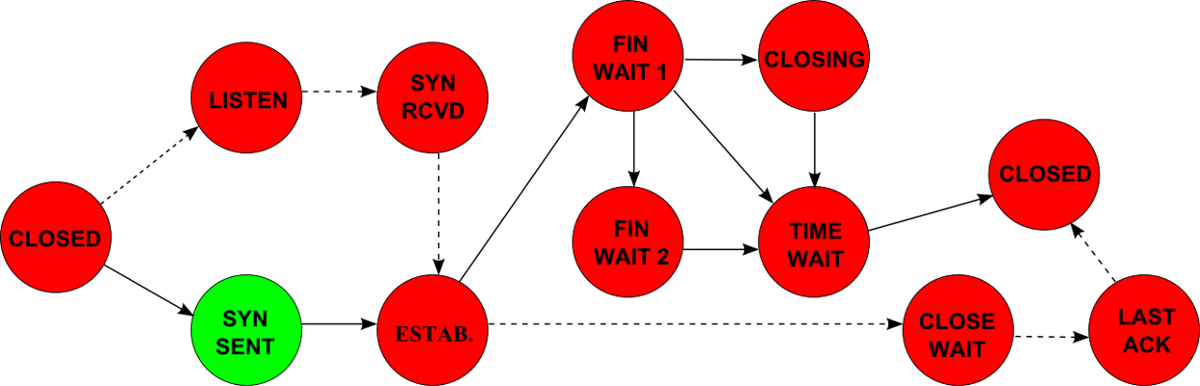 FIN
WAIT 1
CLOSING
LISTEN
SYN
RCVD
CLOSED
CLOSED
FIN
WAIT 2
TIME
WAIT
SYN
SENT
ESTAB.
CLOSE
WAIT
LAST
ACK